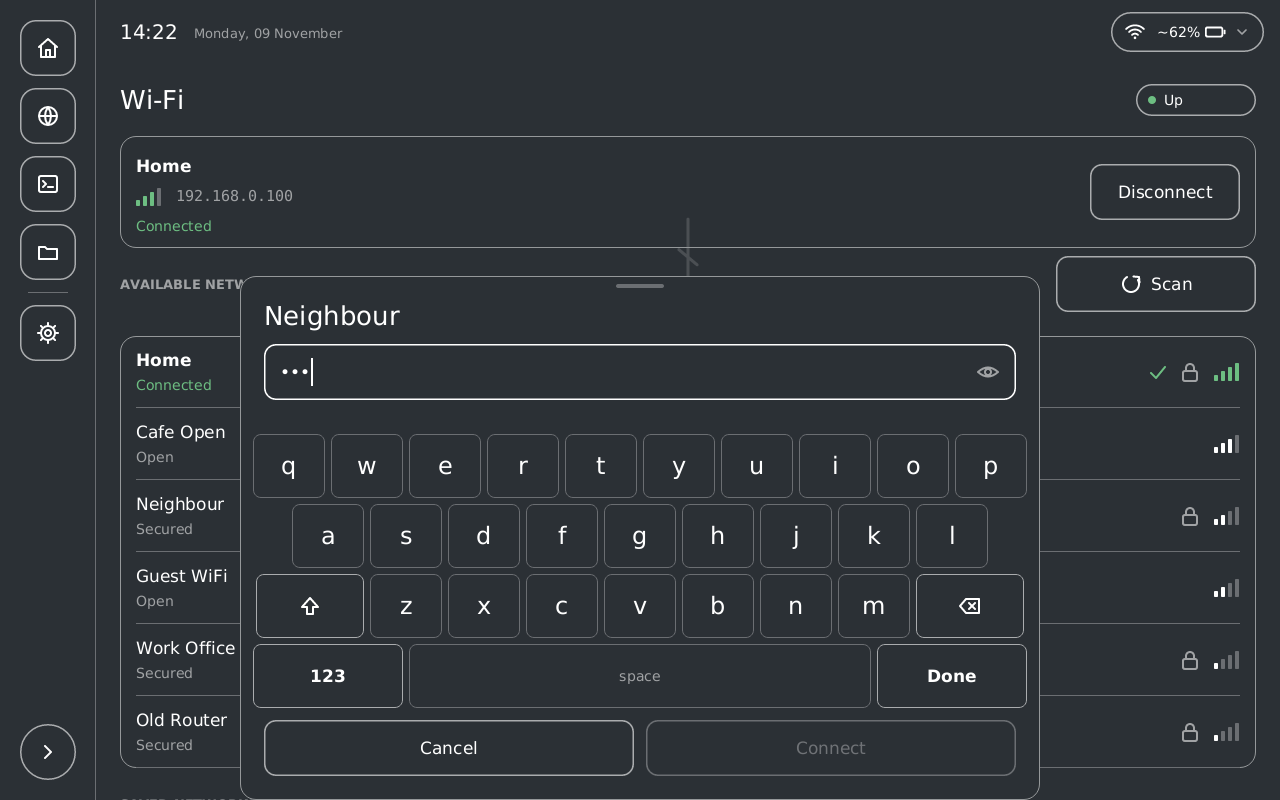 14:22 Monday, 09 November ~62%
Wi-Fi
Up
Home
192.168.0.100
Connected
Disconnect
AVAILABLE
Scan
Home
Connected
Cafe Open
Open
Neighbour
Secured
Guest WiFi
Open
Work Office
Secured
Old Router
Secured
Neighbour
•••
q w e r t y u i o p
a s d f g h j k l
z x c v b n m
123 space Done
Cancel Connect